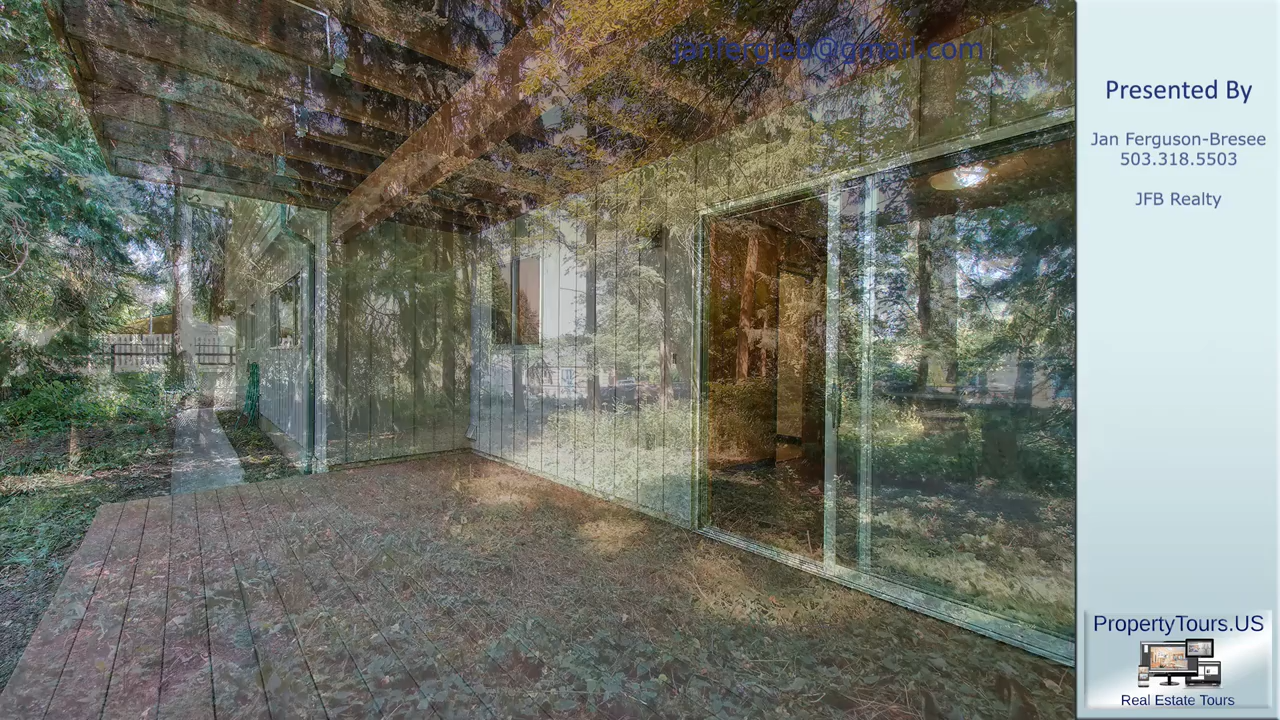 janfergieb@gmail.com
Presented By
Jan Ferguson-Bresee
503.318.5503
JFB Realty
PropertyTours.US
Real Estate Tours